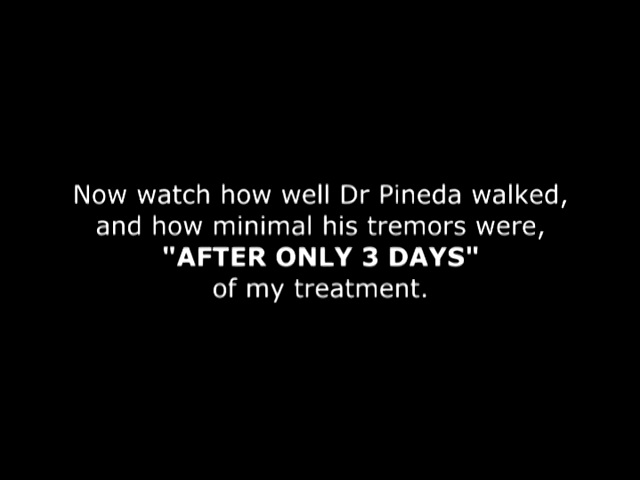 Now watch how well Dr Pineda walked,
and how minimal his tremors were,
"AFTER ONLY 3 DAYS"
of my treatment.